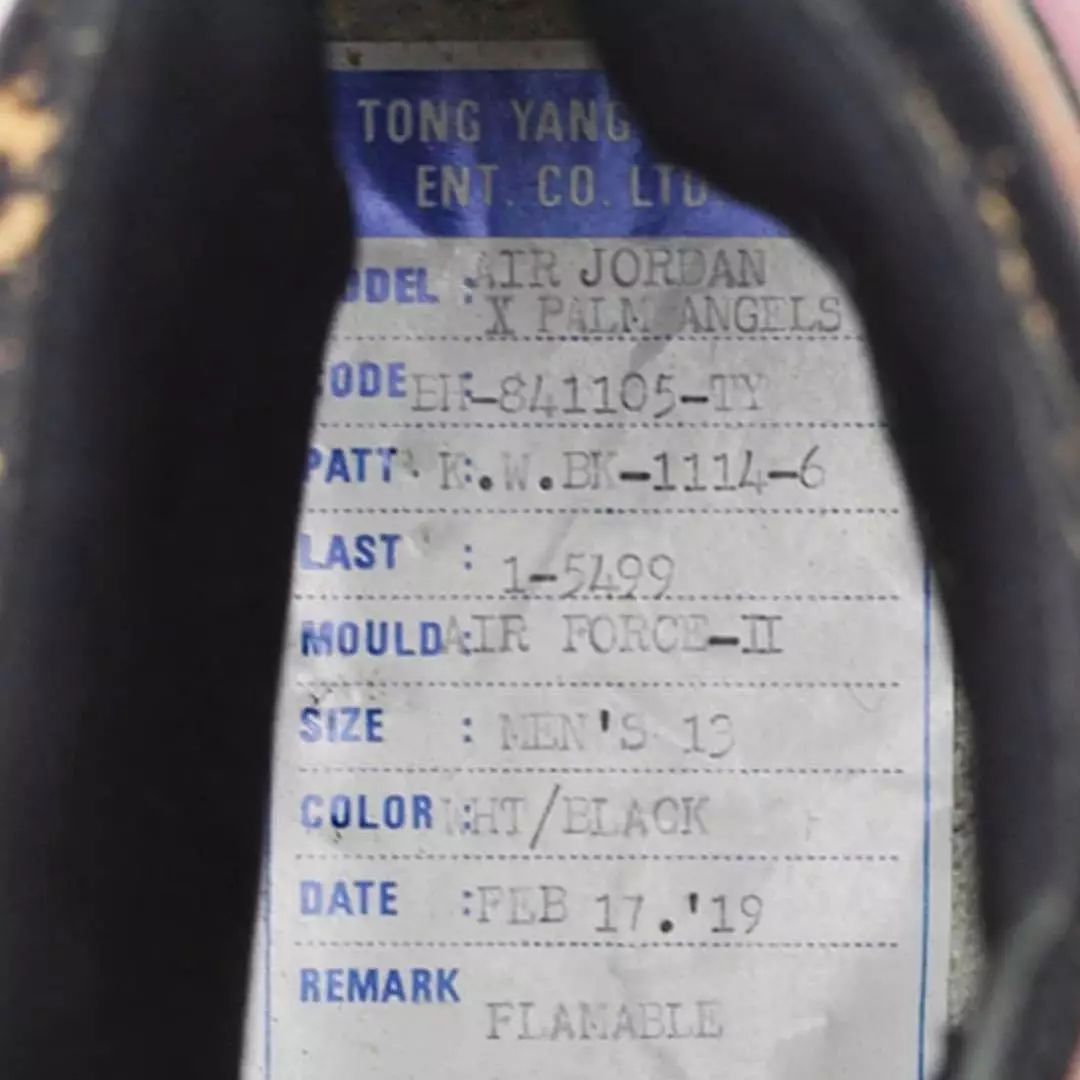 TONG YANG
ENT. CO. LTD.
ODEL : AIR JORDAN
X PALM ANGELS
ODE : EH-841105-TY
PATT. : K.W.BK-1114-6
LAST : 1-5499
MOULD : AIR FORCE-II
SIZE : MEN'S 13
COLOR : WHT/BLACK
DATE : FEB 17.'19
REMARK
FLAMABLE